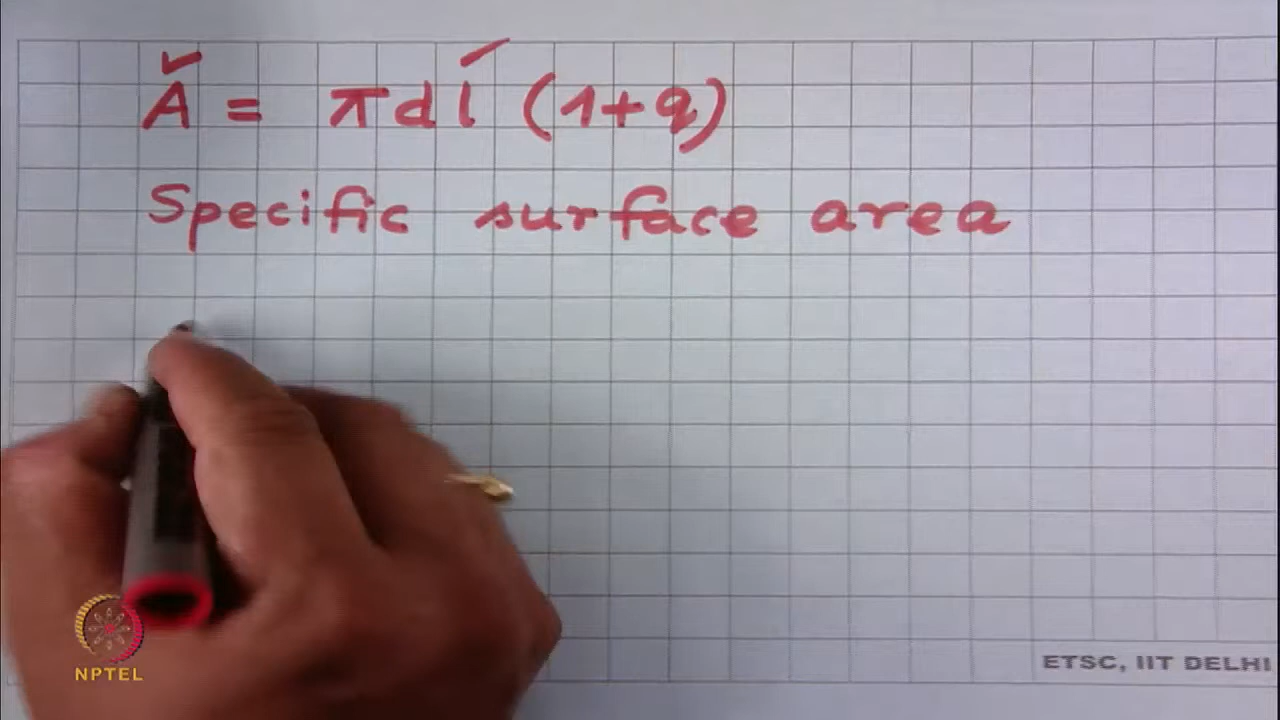 A = πdl (1+q)
Specific surface area
NPTEL
ETSC, IIT DELHI